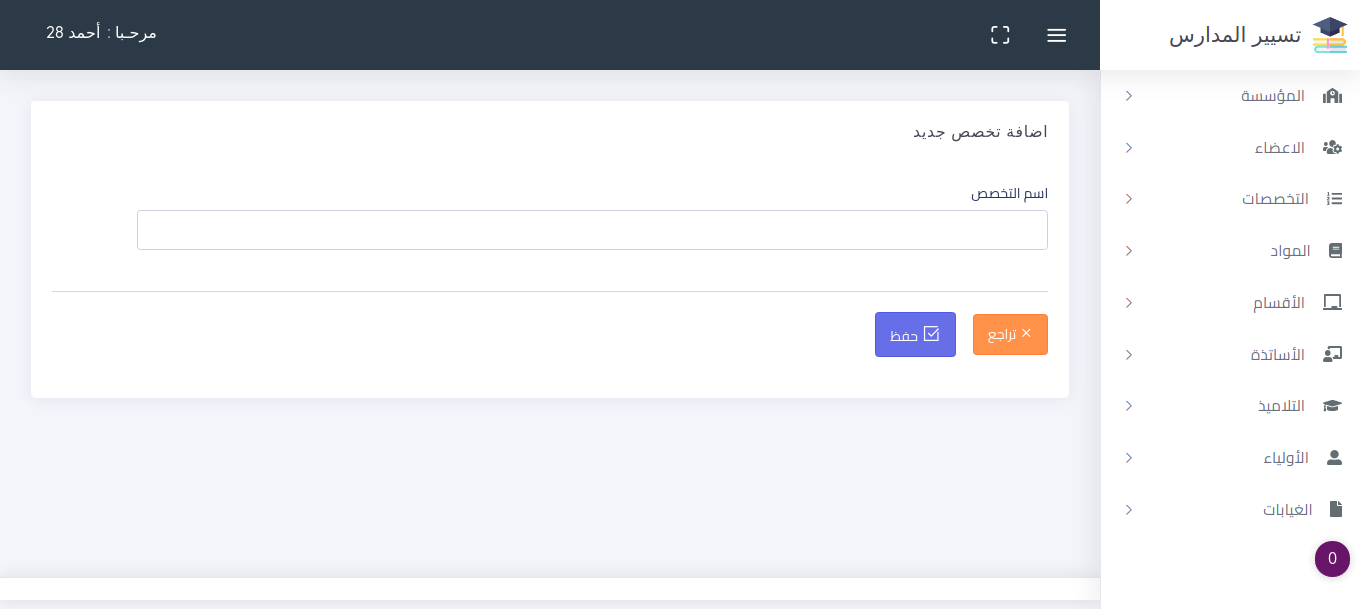 تسيير المدارس
مرحـبا : أحمد 28
المؤسسة
الاعضاء
التخصصات
المواد
الأقسام
الأساتذة
التلاميذ
الأولياء
الغيابات
0
اضافة تخصص جديد
اسم التخصص
تراجع
حفظ